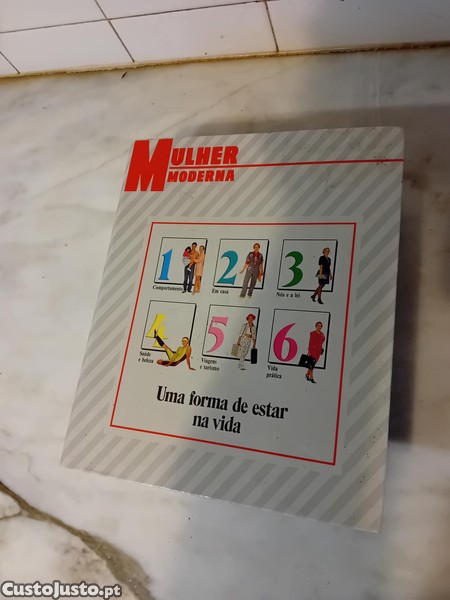 MULHER
MODERNA
1
Comportamento
2
Em casa
3
Nós e a lei
4
Saúde
e beleza
5
Viagens
e turismo
6
Vida
prática
Uma forma de estar
na vida
CustoJusto.pt